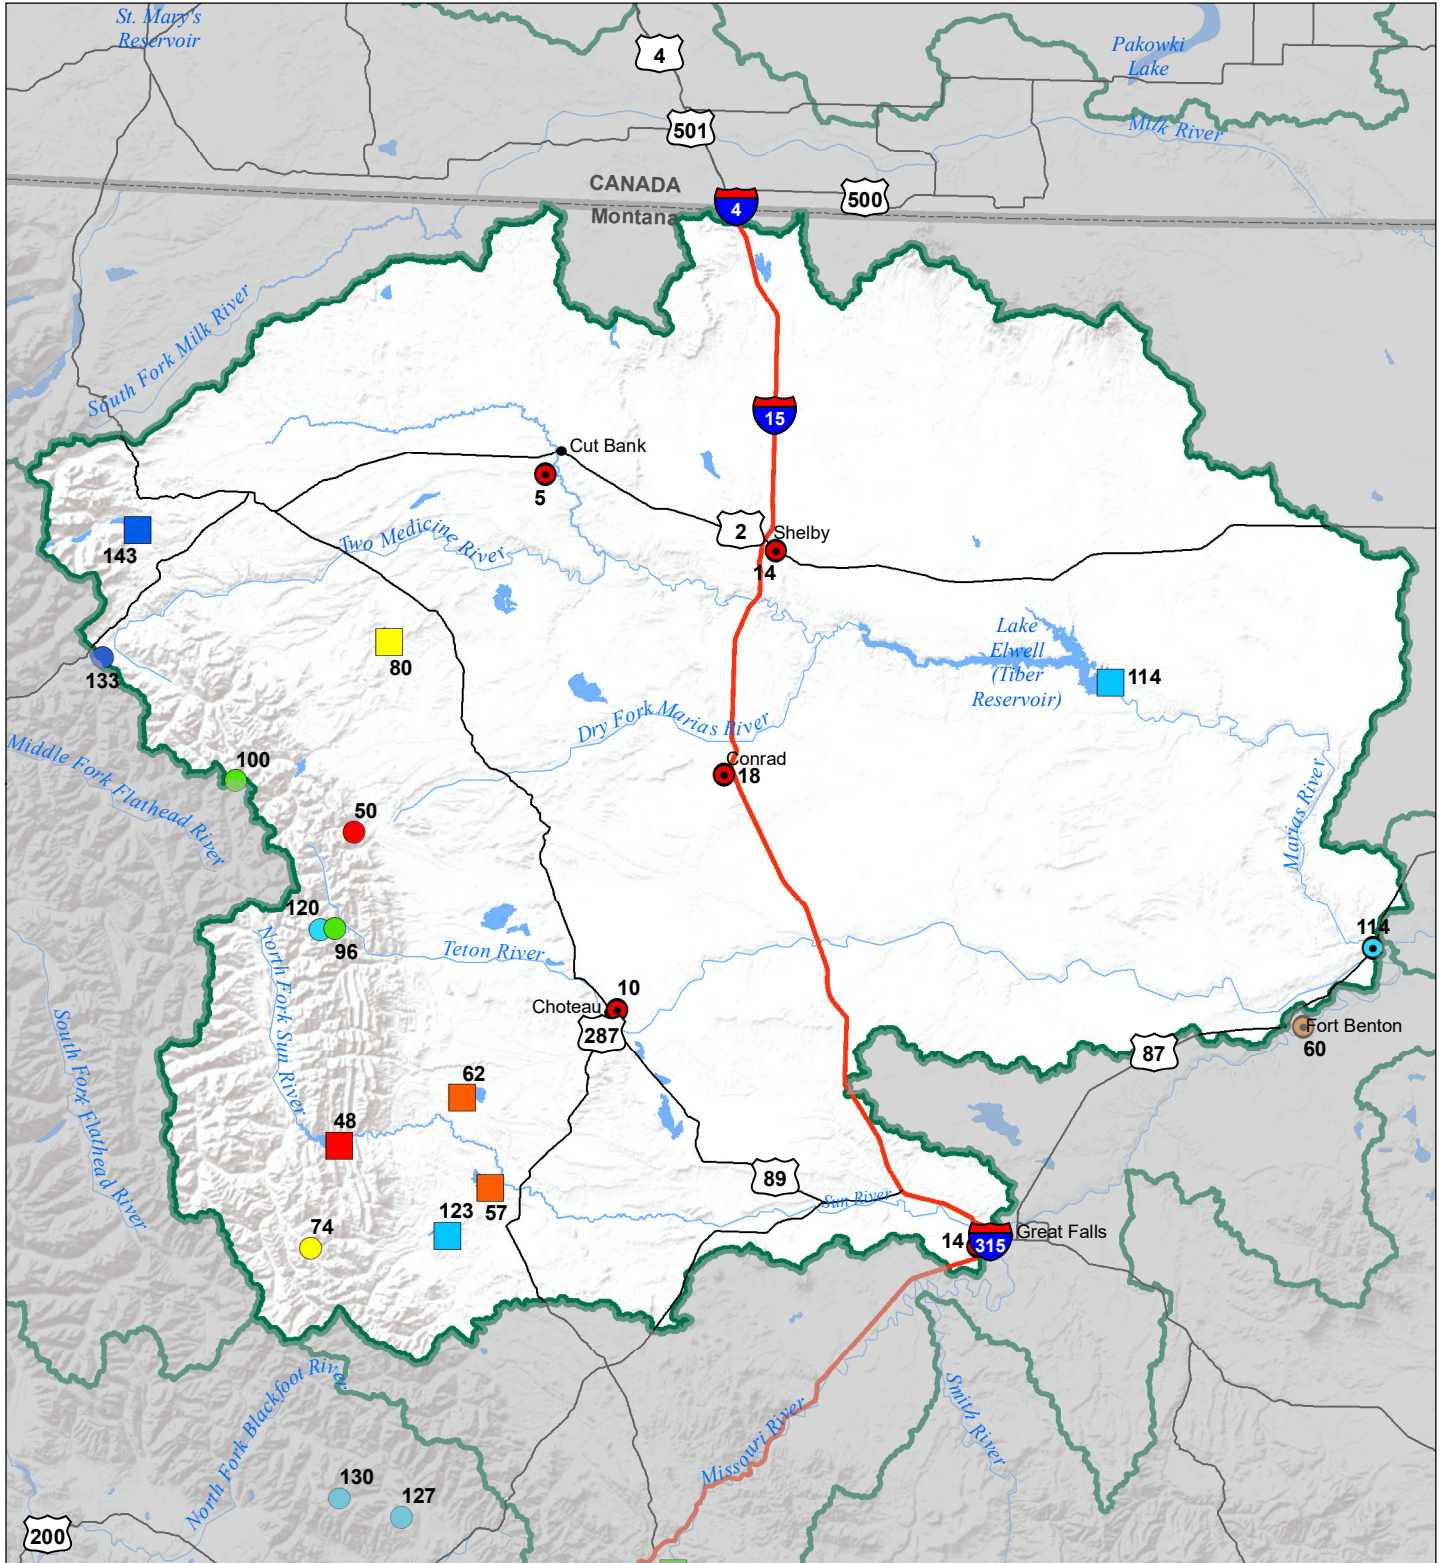 St. Mary's
Reservoir
4
Pakowki
Lake
501
Milk River
CANADA
Montana
4
500
South Fork Milk River
15
Cut Bank
5
2
Shelby
14
143
Two Medicine River
80
133
Lake
Elwell
(Tiber
Reservoir)
114
Dry Fork Marias River
Conrad
18
Middle Fork Flathead River
100
50
Marias River
120
96
North Fork Sun River
Teton River
114
10
Choteau
287
Fort Benton
60
87
South Fork Flathead River
62
48
57
89
Sun River
123
74
14
315
Great Falls
North Fork Blackfoot River
Missouri River
Smith River
130
127
200